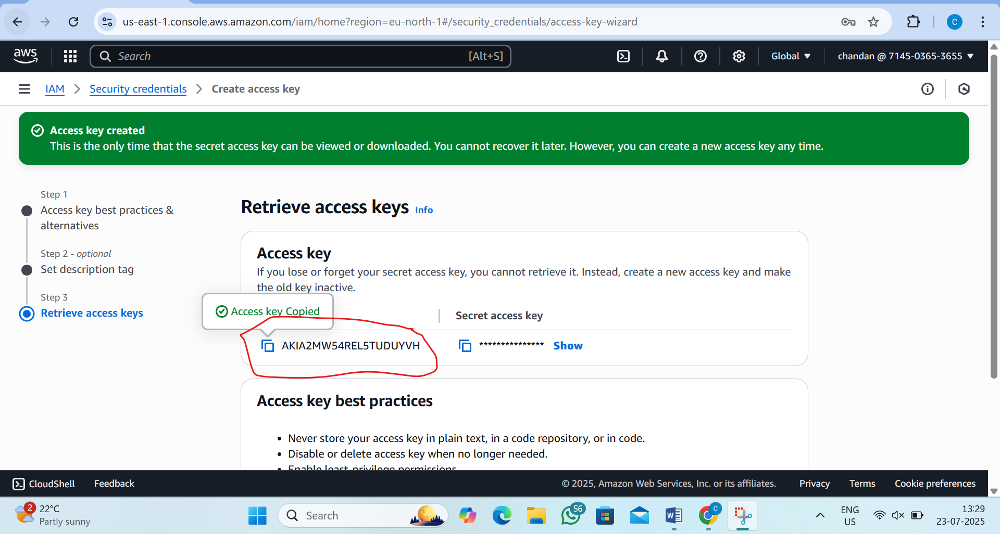 us-east-1.console.aws.amazon.com/iam/home?region=eu-north-1#/security_credentials/access-key-wizard
C
aws
Search
[Alt+S]
Global
chandan @ 7145-0365-3655
IAM
Security credentials
Create access key
Access key created
This is the only time that the secret access key can be viewed or downloaded. You cannot recover it later. However, you can create a new access key any time.
Step 1
Access key best practices &
alternatives
Step 2 - optional
Set description tag
Step 3
Retrieve access keys
Retrieve access keys Info
Access key
If you lose or forget your secret access key, you cannot retrieve it. Instead, create a new access key and make
the old key inactive.
Access key Copied
Secret access key
AKIA2MW54REL5TUDUYVH
*************** Show
Access key best practices
• Never store your access key in plain text, in a code repository, or in code.
• Disable or delete access key when no longer needed.
• Enable least-privilege permissions.
CloudShell
Feedback
© 2025, Amazon Web Services, Inc. or its affiliates.
Privacy
Terms
Cookie preferences
2
22°C
Partly sunny
Search
56
W
C
ENG
US
13:29
23-07-2025